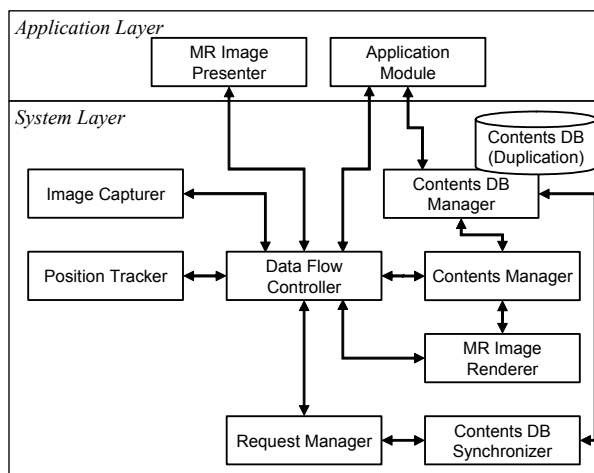 Application Layer
MR Image
Presenter
Application
Module
System Layer
Contents DB
(Duplication)
Image Capturer
Contents DB
Manager
Position Tracker
Data Flow
Controller
Contents Manager
MR Image
Renderer
Request Manager
Contents DB
Synchronizer